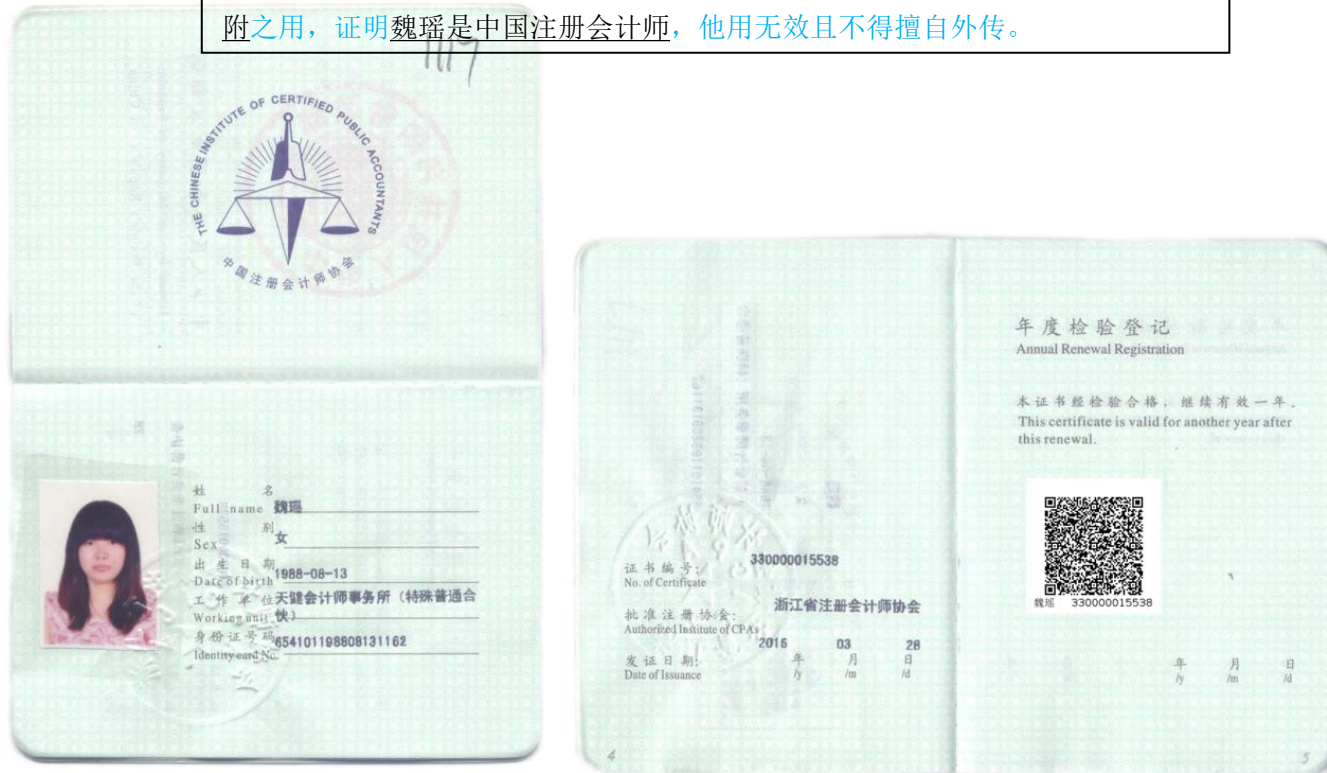 附之用，证明魏瑶是中国注册会计师，他用无效且不得擅自外传。
THE CHINESE INSTITUTE OF CERTIFIED PUBLIC ACCOUNTANTS
中国注册会计师协会
姓 名
Full name 魏瑶
性 别
Sex 女
出生日期
Date of birth 1988-08-13
工作单位 天健会计师事务所（特殊普通合
Working unit 伙）
身份证号码 654101198808131162
Identity card No.
证书编号: 330000015538
No. of Certificate
批准注册协会: 浙江省注册会计师协会
Authorized Institute of CPAs
发证日期: 2016 年 03 月 28 日
Date of Issuance /y /m /d
4
年度检验登记
Annual Renewal Registration
本证书经检验合格，继续有效一年。
This certificate is valid for another year after
this renewal.
魏瑶 330000015538
年 月 日
/y /m /d
5